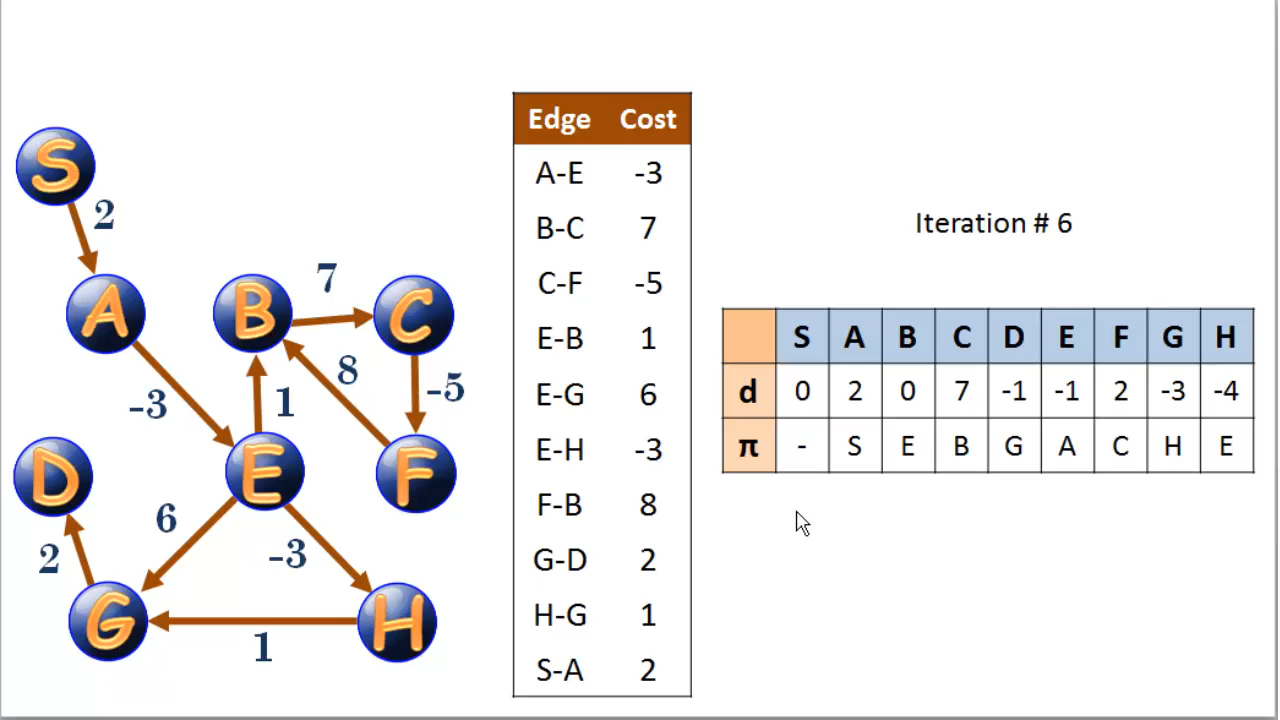 S
2
A
B
7
C
-3
1
8
-5
D
E
F
6
-3
2
G
1
H
Edge Cost
A-E -3
B-C 7
C-F -5
E-B 1
E-G 6
E-H -3
F-B 8
G-D 2
H-G 1
S-A 2
Iteration # 6
S A B C D E F G H
d 0 2 0 7 -1 -1 2 -3 -4
π - S E B G A C H E